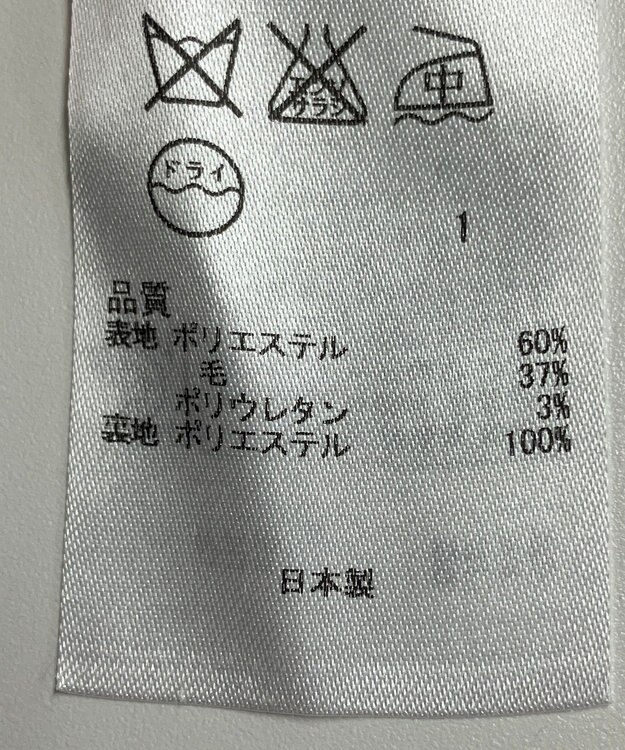 エンソ
サラシ
中
ドライ
1
品質
表地 ポリエステル 60%
毛 37%
ポリウレタン 3%
裏地 ポリエステル 100%
日本製